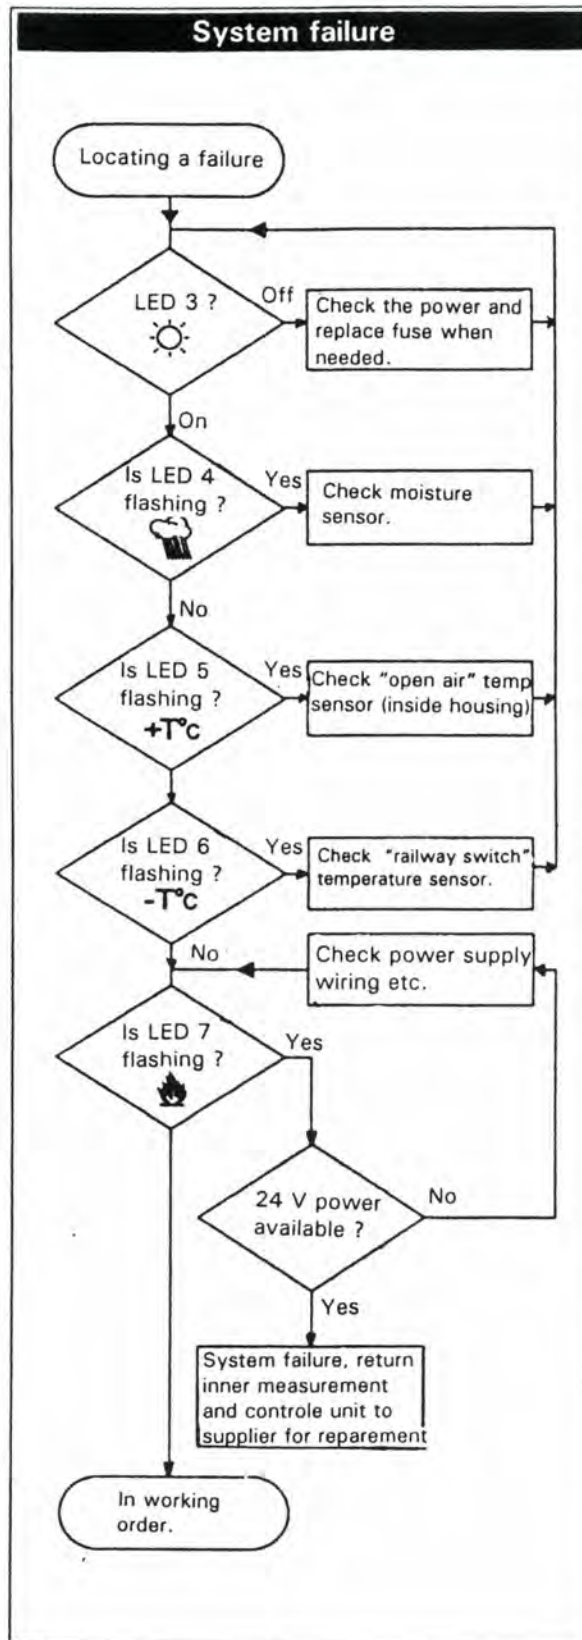 System failure
Locating a failure
LED 3 ?
Off
Check the power and
replace fuse when
needed.
On
Is LED 4
flashing ?
Yes
Check moisture
sensor.
No
Is LED 5
flashing ?
+T°C
Yes
Check "open air" temp
sensor (inside housing)
Is LED 6
flashing ?
-T°C
Yes
Check "railway switch"
temperature sensor.
No
Check power supply
wiring etc.
Is LED 7
flashing ?
Yes
24 V power
available ?
No
Yes
System failure, return
inner measurement
and controle unit to
supplier for reparement
In working
order.